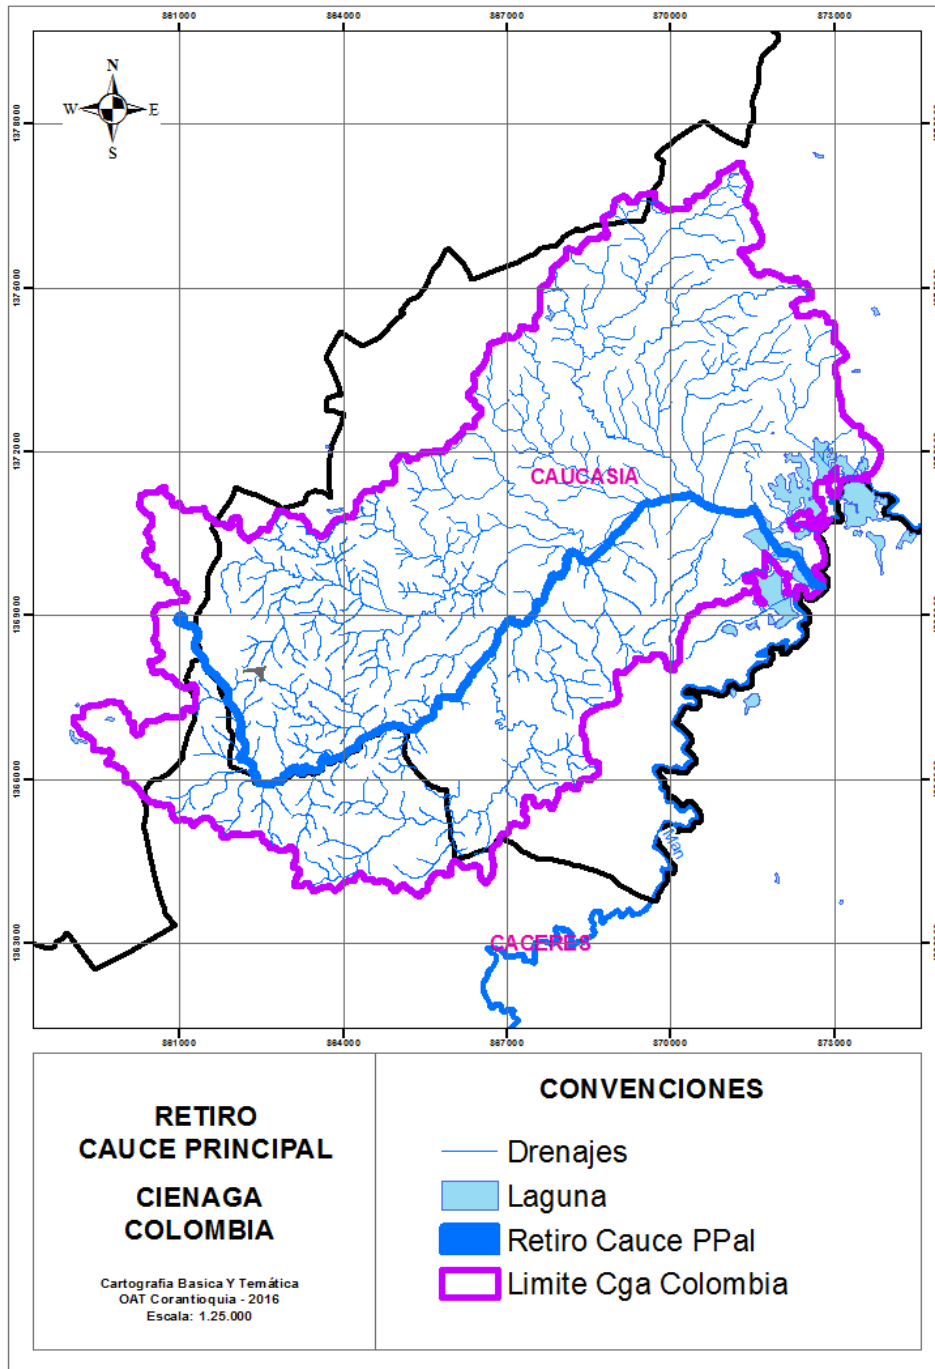 861000 864000 867000 870000 873000
N
W E
S
1378000
1375000
1372000
CAUCASIA
1369000
1366000
Man
1363000
CACERES
861000 864000 867000 870000 873000
RETIRO
CAUCE PRINCIPAL
CIENAGA
COLOMBIA
Cartografia Basica Y Temática
OAT Corantioquia - 2016
Escala: 1.25.000
CONVENCIONES
Drenajes
Laguna
Retiro Cauce PPal
Limite Cga Colombia